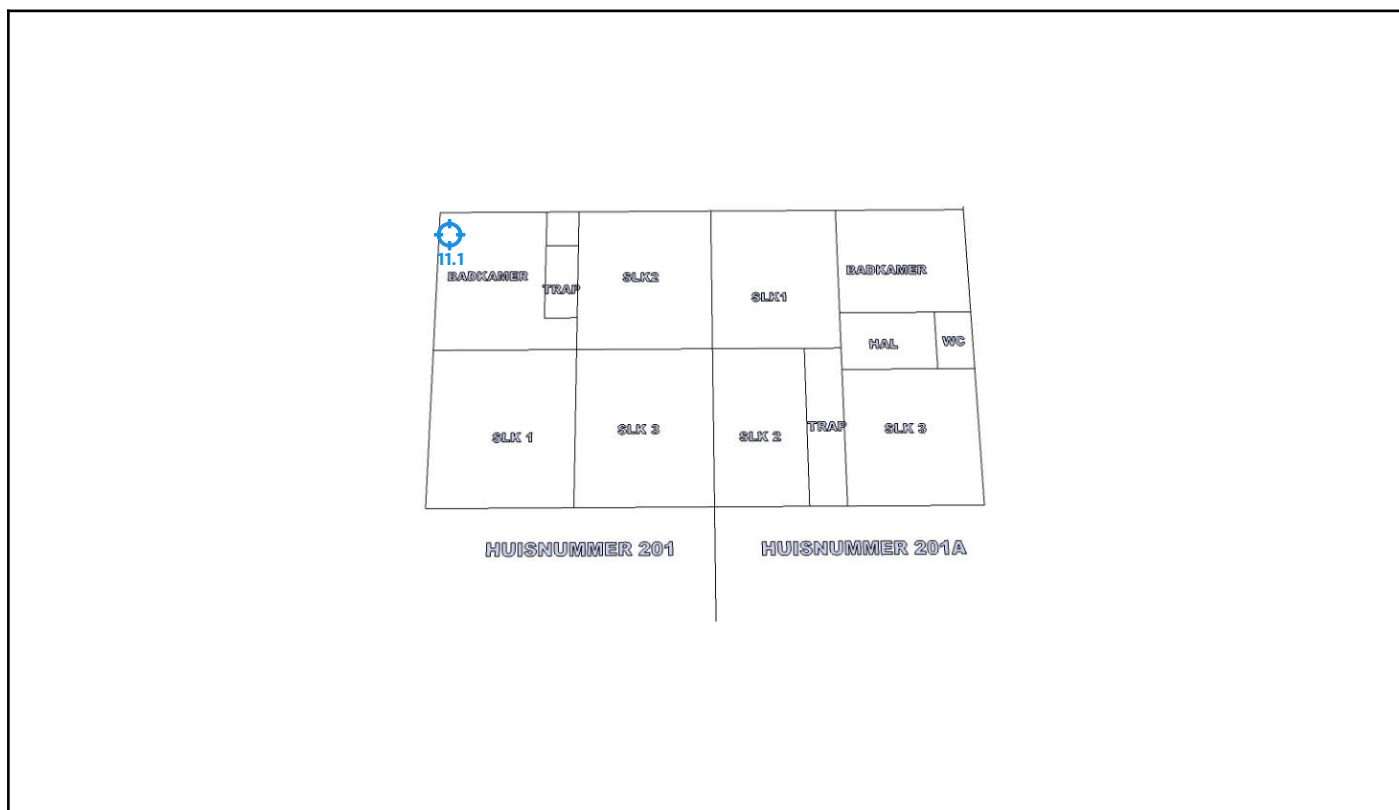 11.1
BADKAMER
TRAP
SLK2
SLK1
BADKAMER
HAL
WC
SLK 1
SLK 3
SLK 2
TRAP
SLK 3
HUISNUMMER 201
HUISNUMMER 201A